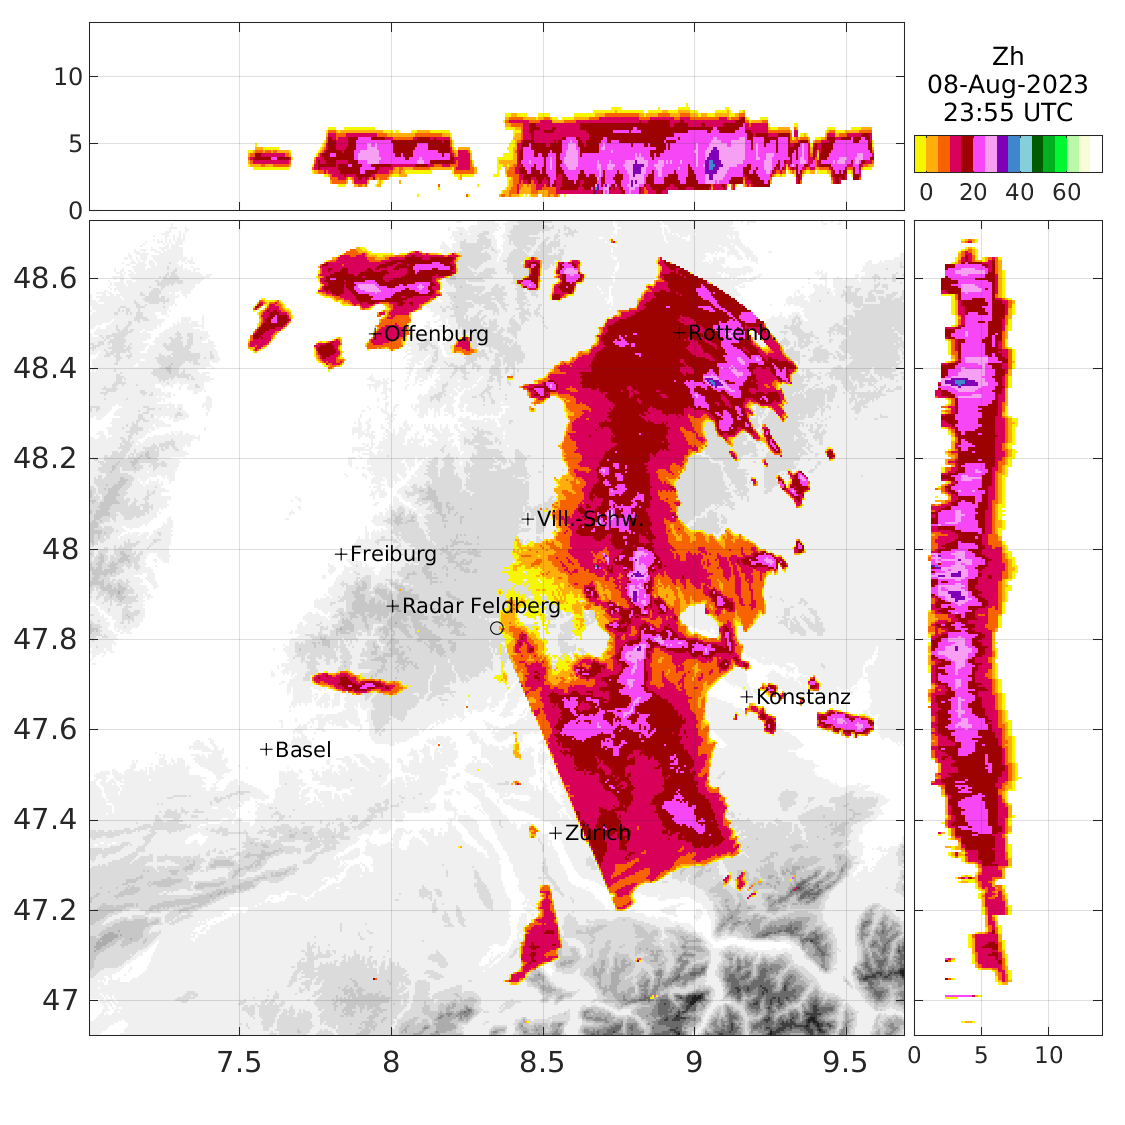 Zh
08-Aug-2023
23:55 UTC
0 20 40 60
10
5
0
48.6
48.4
48.2
48
47.8
47.6
47.4
47.2
47
+Offenburg
+Rottenb.
+Vill.-Schw.
+Freiburg
+Radar Feldberg
+Konstanz
+Basel
+Zürich
7.5 8 8.5 9 9.5
0 5 10